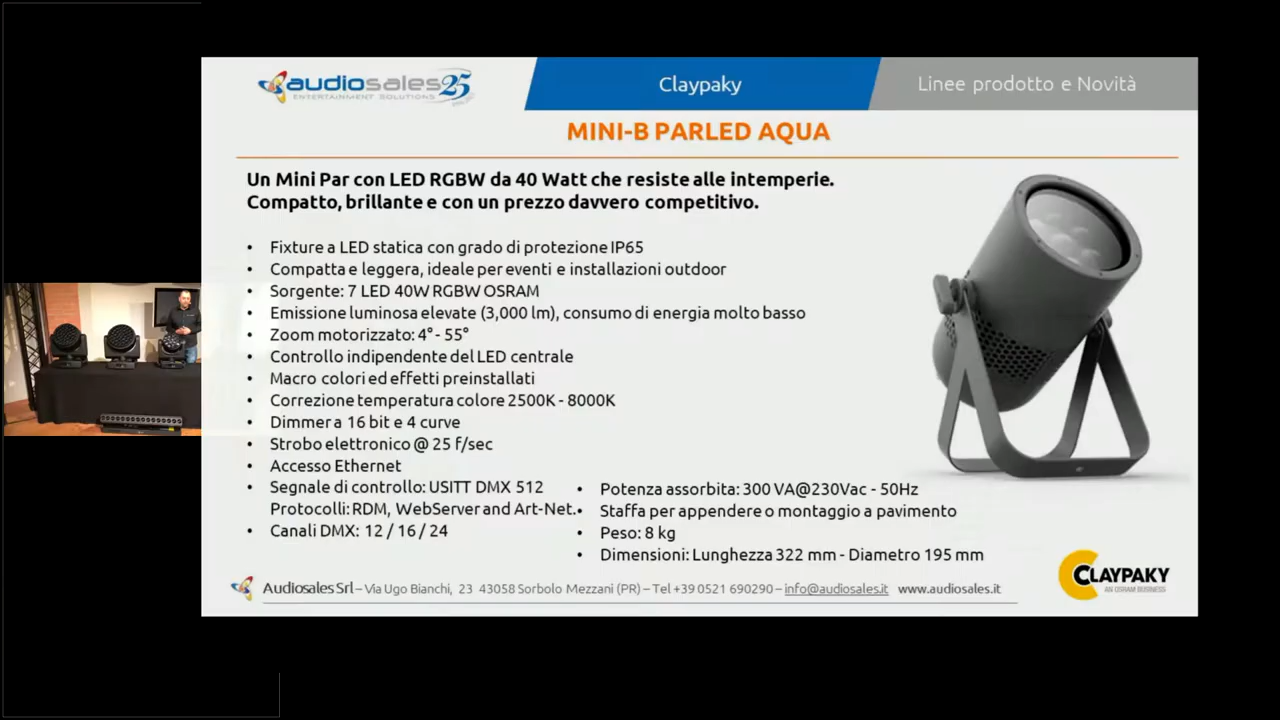 audiosales 25
ENTERTAINMENT SOLUTIONS
Claypaky
Linee prodotto e Novità
MINI-B PARLED AQUA
Un Mini Par con LED RGBW da 40 Watt che resiste alle intemperie.
Compatto, brillante e con un prezzo davvero competitivo.
• Fixture a LED statica con grado di protezione IP65
• Compatta e leggera, ideale per eventi e installazioni outdoor
• Sorgente: 7 LED 40W RGBW OSRAM
• Emissione luminosa elevate (3,000 lm), consumo di energia molto basso
• Zoom motorizzato: 4° - 55°
• Controllo indipendente del LED centrale
• Macro colori ed effetti preinstallati
• Correzione temperatura colore 2500K - 8000K
• Dimmer a 16 bit e 4 curve
• Strobo elettronico @ 25 f/sec
• Accesso Ethernet
• Segnale di controllo: USITT DMX 512
Protocolli: RDM, WebServer and Art-Net.
• Canali DMX: 12 / 16 / 24
• Potenza assorbita: 300 VA@230Vac - 50Hz
• Staffa per appendere o montaggio a pavimento
• Peso: 8 kg
• Dimensioni: Lunghezza 322 mm - Diametro 195 mm
Audiosales Srl – Via Ugo Bianchi, 23 43058 Sorbolo Mezzani (PR) – Tel +39 0521 690290 – info@audiosales.it www.audiosales.it
CLAYPAKY
AN OSRAM BUSINESS